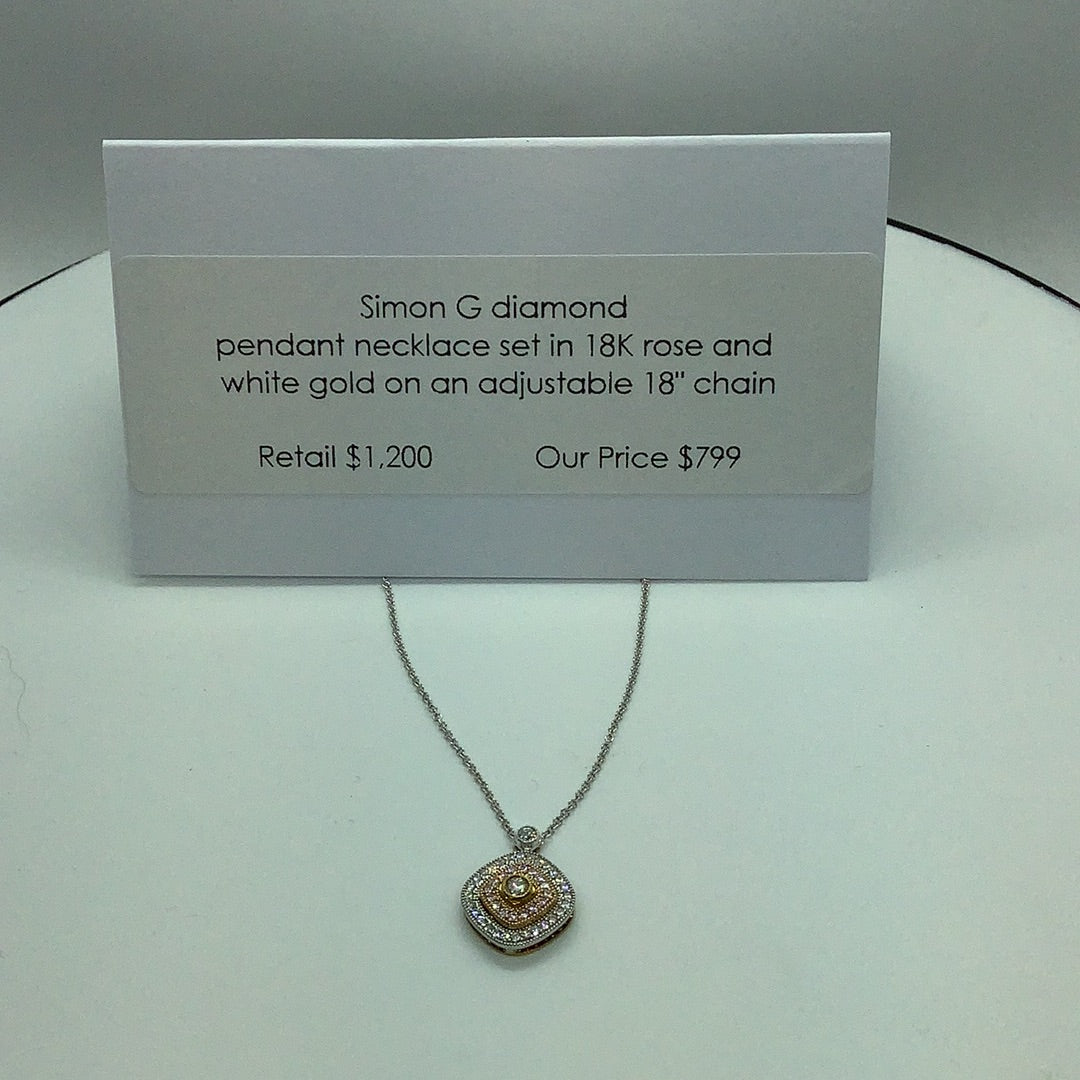 Simon G diamond
pendant necklace set in 18K rose and
white gold on an adjustable 18" chain
Retail $1,200 Our Price $799